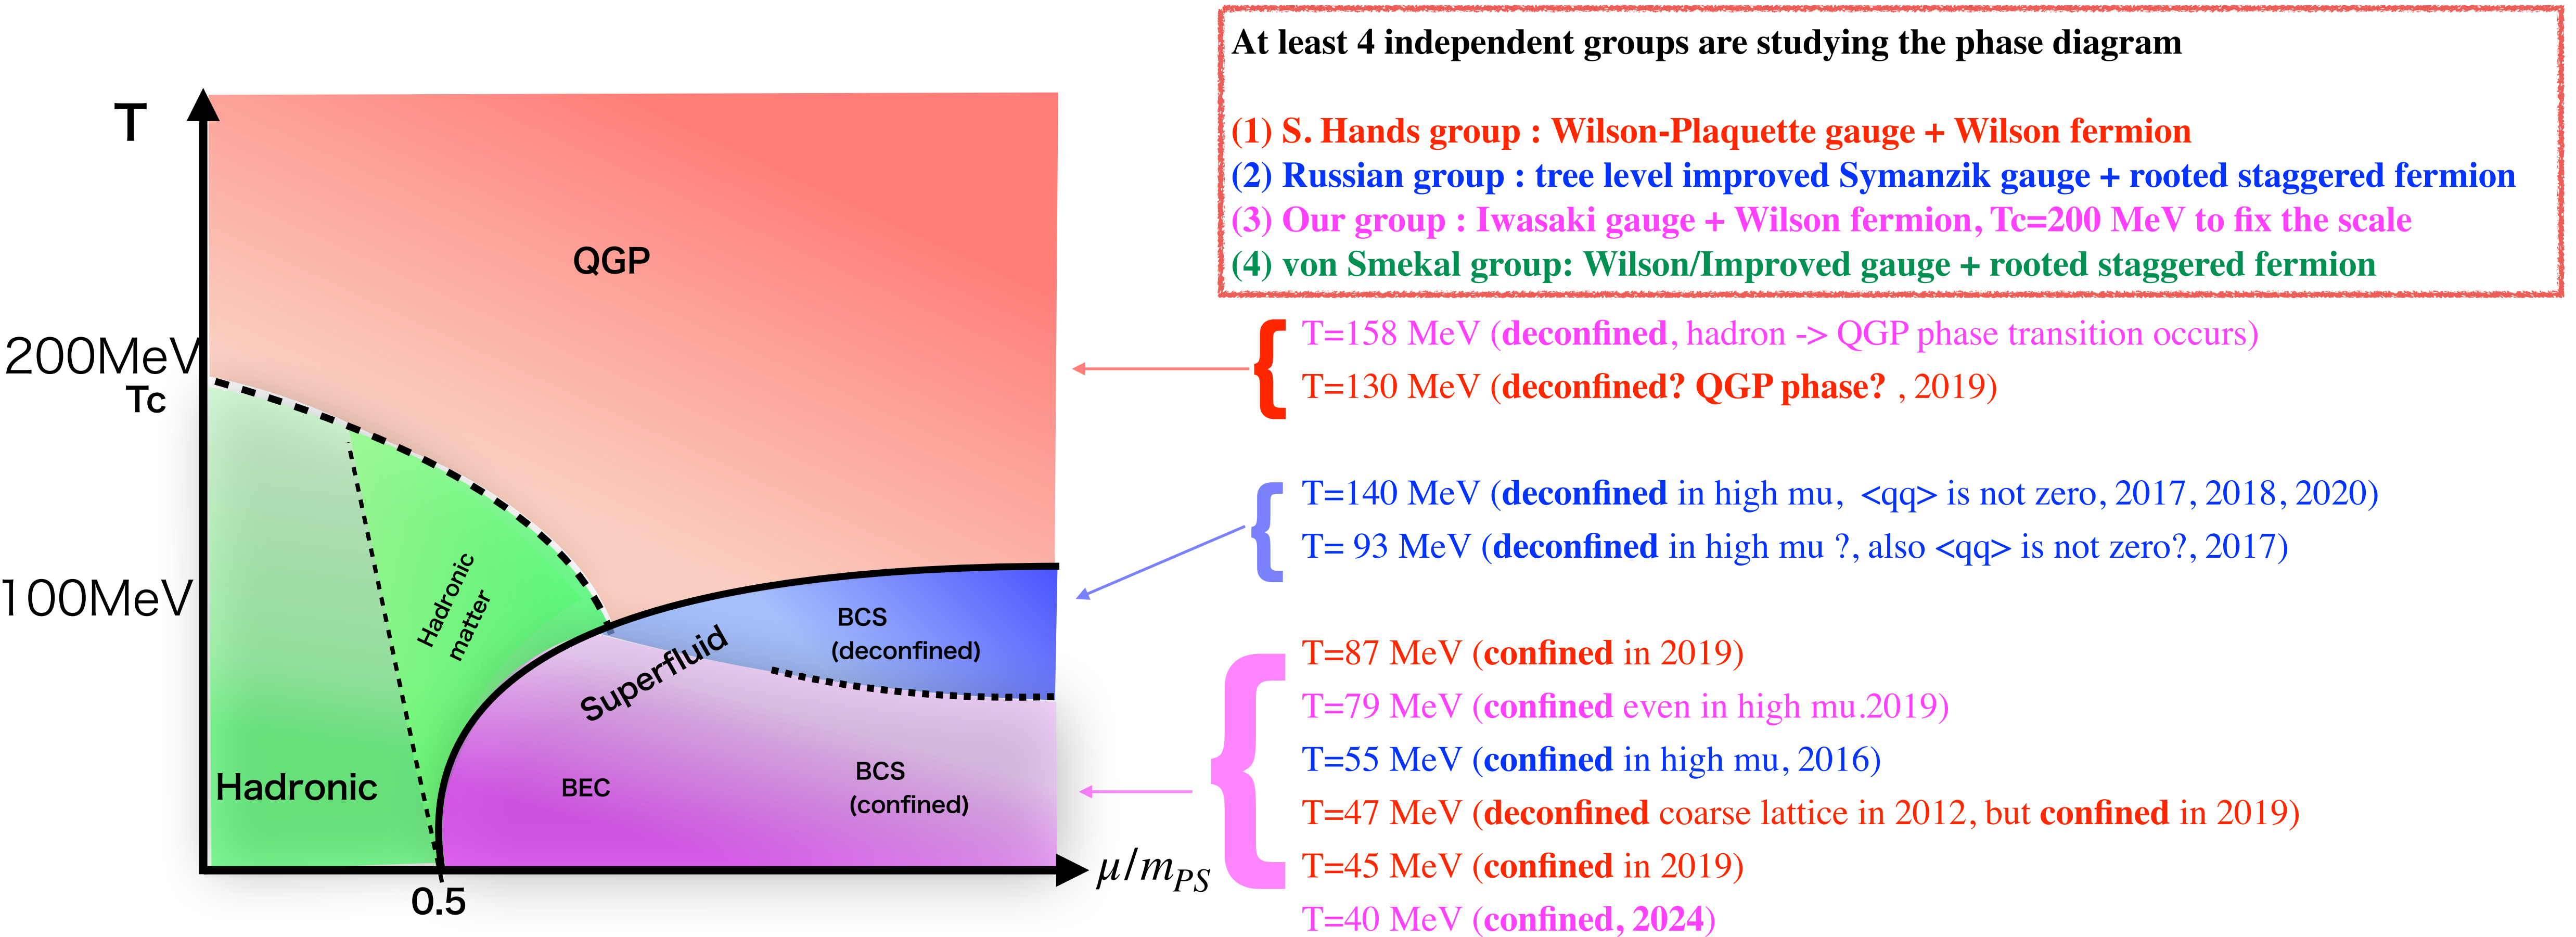 T
200MeV
Tc
100MeV
QGP
Hadronic
matter
Superfluid
BCS
(deconfined)
Hadronic
BEC
BCS
(confined)
0.5
μ/mPS
At least 4 independent groups are studying the phase diagram
(1) S. Hands group : Wilson-Plaquette gauge + Wilson fermion
(2) Russian group : tree level improved Symanzik gauge + rooted staggered fermion
(3) Our group : Iwasaki gauge + Wilson fermion, Tc=200 MeV to fix the scale
(4) von Smekal group: Wilson/Improved gauge + rooted staggered fermion
T=158 MeV (deconfined, hadron -> QGP phase transition occurs)
T=130 MeV (deconfined? QGP phase? , 2019)
T=140 MeV (deconfined in high mu, <qq> is not zero, 2017, 2018, 2020)
T= 93 MeV (deconfined in high mu ?, also <qq> is not zero?, 2017)
T=87 MeV (confined in 2019)
T=79 MeV (confined even in high mu.2019)
T=55 MeV (confined in high mu, 2016)
T=47 MeV (deconfined coarse lattice in 2012, but confined in 2019)
T=45 MeV (confined in 2019)
T=40 MeV (confined, 2024)